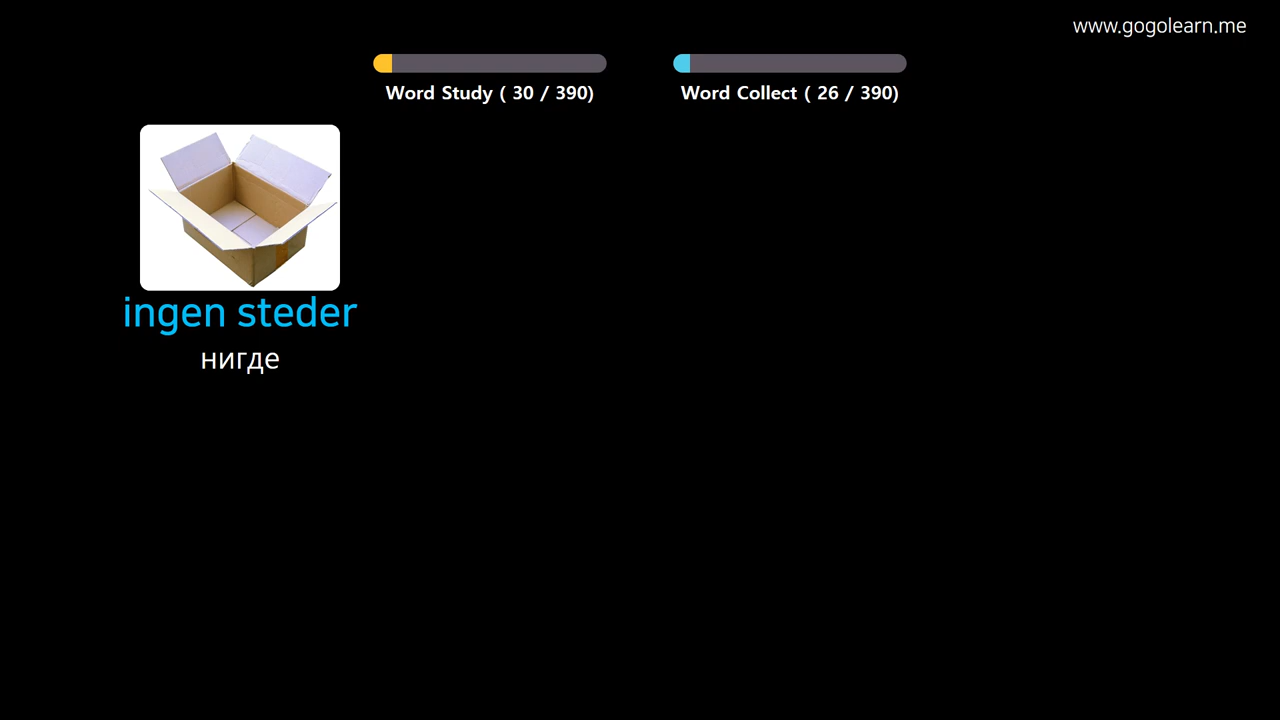 www.gogolearn.me
Word Study ( 30 / 390)
Word Collect ( 26 / 390)
ingen steder
нигде